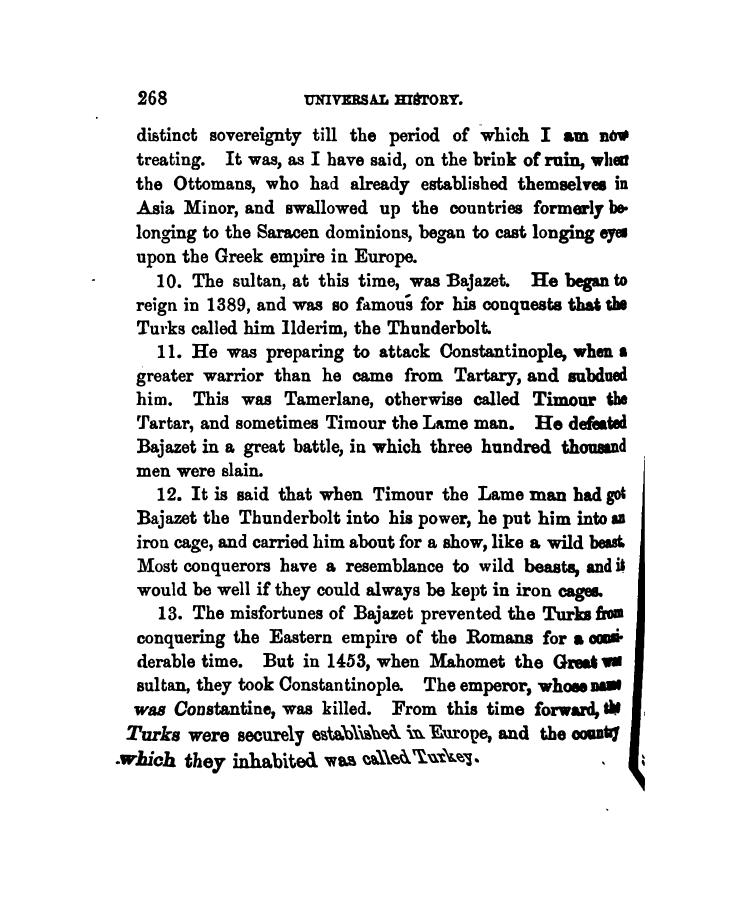 268 UNIVERSAL HISTORY.
distinct sovereignty till the period of which I am now
treating. It was, as I have said, on the brink of ruin, when
the Ottomans, who had already established themselves in
Asia Minor, and swallowed up the countries formerly be-
longing to the Saracen dominions, began to cast longing eyes
upon the Greek empire in Europe.
10. The sultan, at this time, was Bajazet. He began to
reign in 1389, and was so famous for his conquests that the
Turks called him Ilderim, the Thunderbolt.
11. He was preparing to attack Constantinople, when a
greater warrior than he came from Tartary, and subdued
him. This was Tamerlane, otherwise called Timour the
Tartar, and sometimes Timour the Lame man. He defeated
Bajazet in a great battle, in which three hundred thousand
men were slain.
12. It is said that when Timour the Lame man had got
Bajazet the Thunderbolt into his power, he put him into an
iron cage, and carried him about for a show, like a wild beast.
Most conquerors have a resemblance to wild beasts, and it
would be well if they could always be kept in iron cages.
13. The misfortunes of Bajazet prevented the Turks from
conquering the Eastern empire of the Romans for a consi-
derable time. But in 1453, when Mahomet the Great was
sultan, they took Constantinople. The emperor, whose name
was Constantine, was killed. From this time forward, the
Turks were securely established in Europe, and the country
which they inhabited was called Turkey.